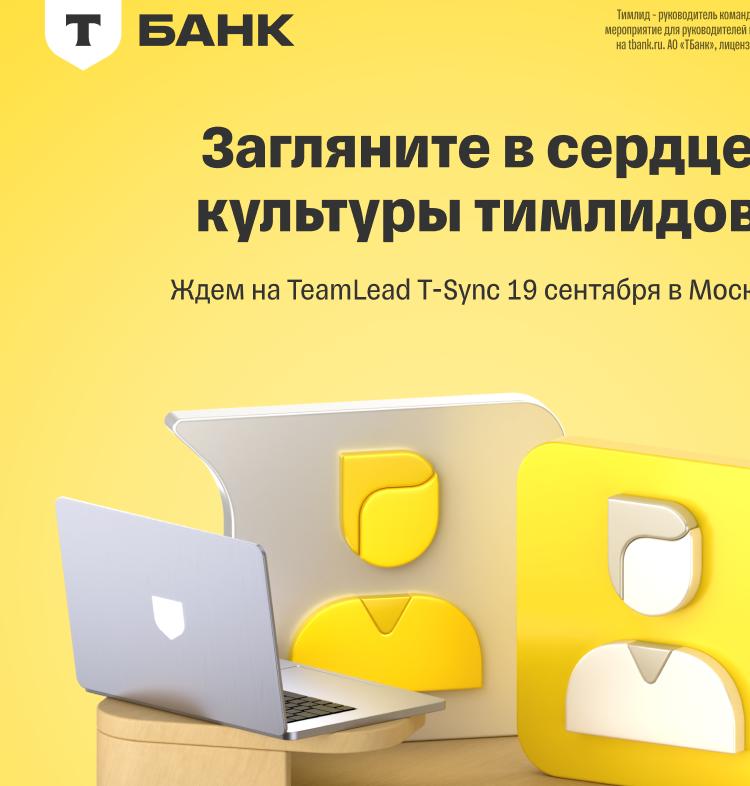 Т БАНК
Тимлид - руководитель команд
мероприятие для руководителей
на tbank.ru. АО «ТБанк», лиценз
Загляните в сердце
культуры тимлидов
Ждем на TeamLead T-Sync 19 сентября в Моск